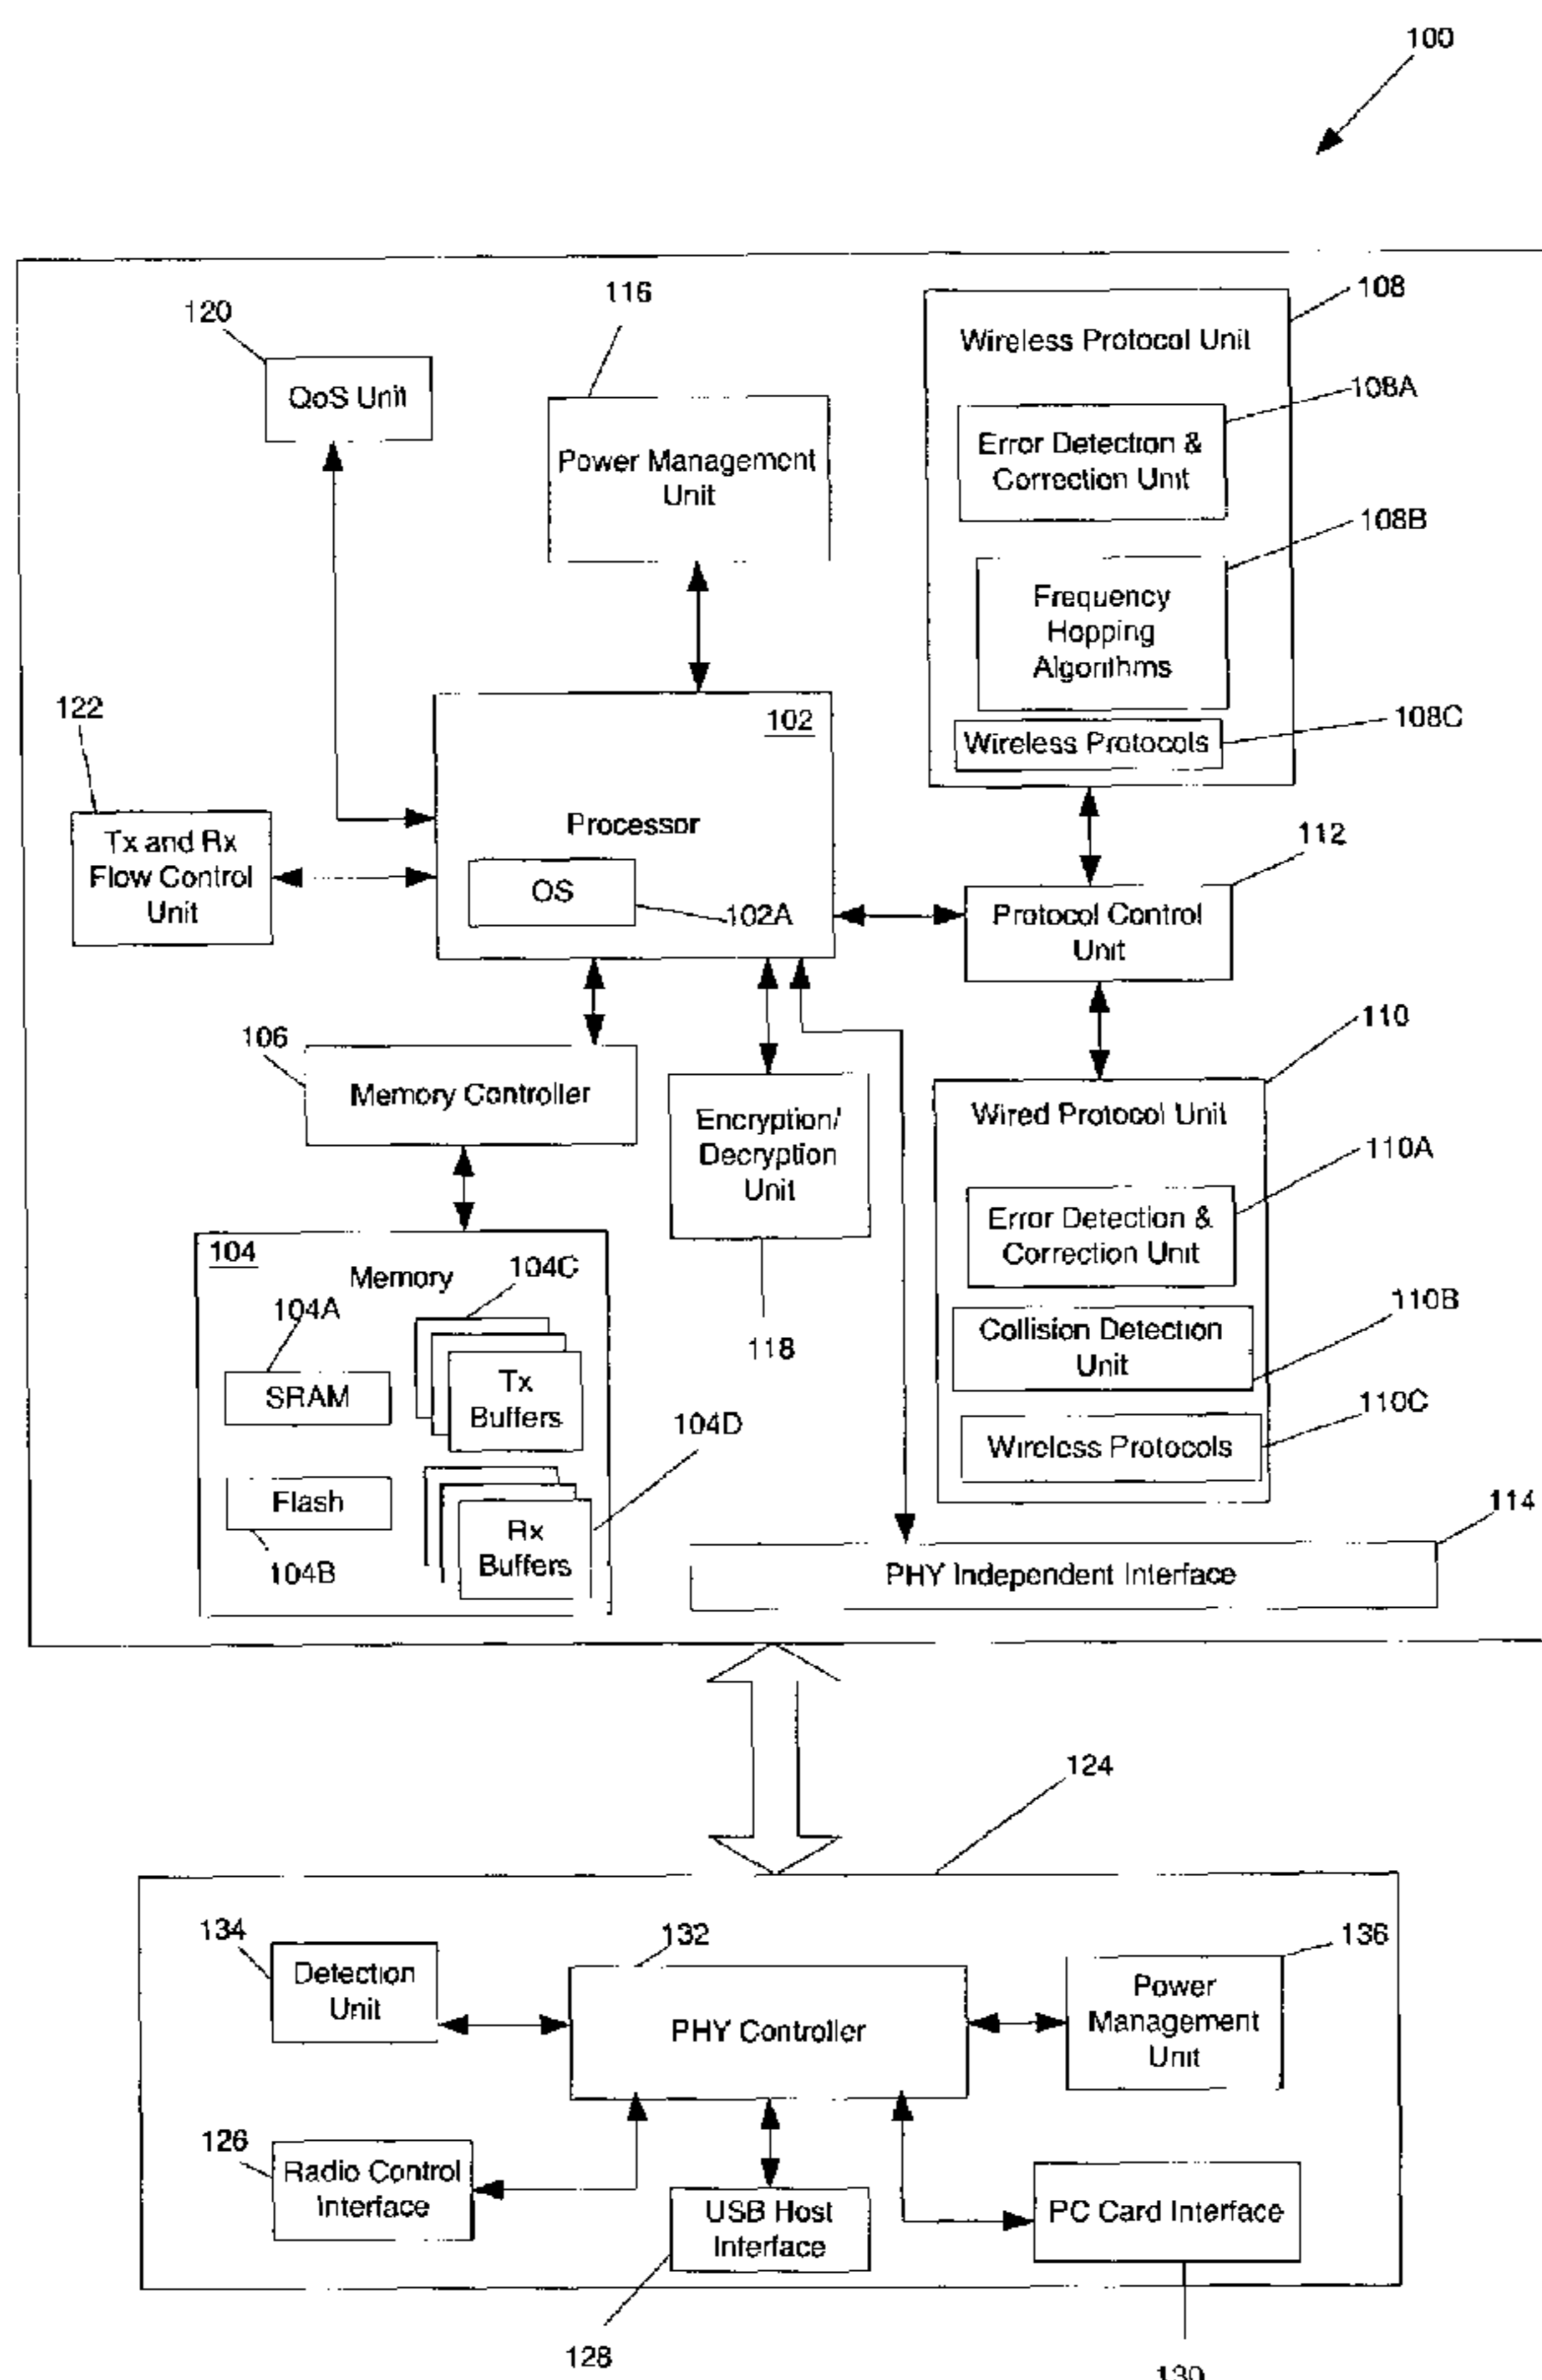 100
108
116
120
Wireless Protocol Unit
QoS Unit
108A
Error Detection &
Correction Unit
Power Management
Unit
108B
Frequency
Hopping
Algorithms
122
102
108C
Wireless Protocols
Processor
Tx and Rx
Flow Control
Unit
112
OS
102A
Protocol Control
Unit
106
110
Memory Controller
Encryption/
Decryption
Unit
Wired Protocol Unit
110A
Error Detection &
Correction Unit
104
Memory
104C
104A
118
110B
Collision Detection
Unit
SRAM
Tx
Buffers
104D
110C
Wireless Protocols
Flash
Rx
Buffers
104B
114
PHY Independent Interface
124
134
132
136
Detection
Unit
PHY Controller
Power
Management
Unit
126
Radio Control
Interface
USB Host
Interface
PC Card Interface
128